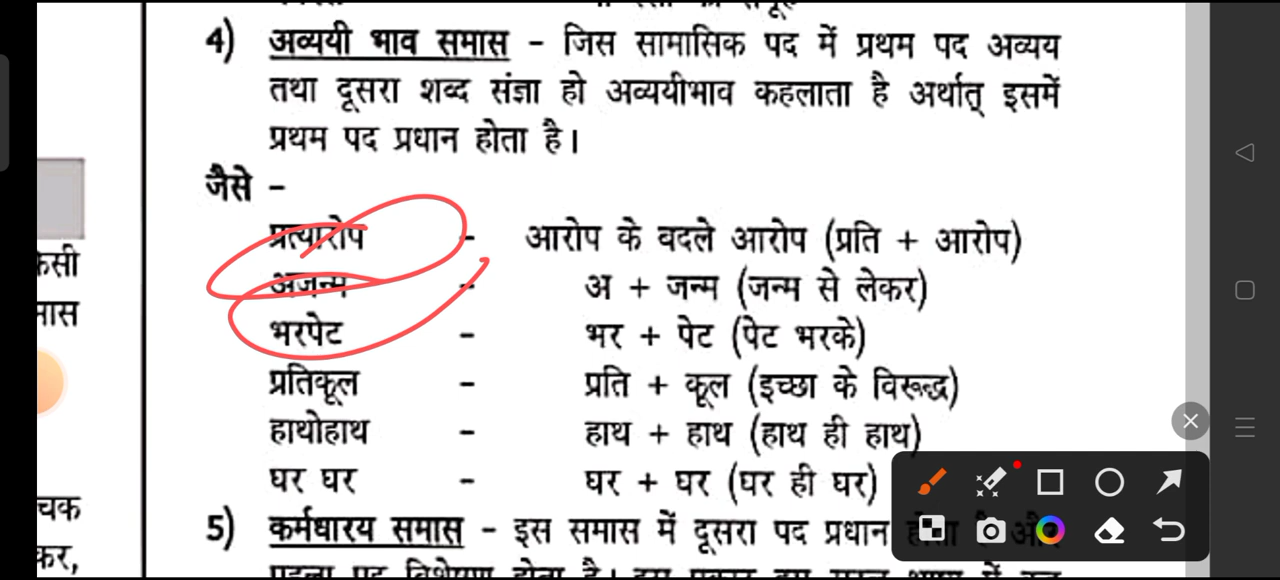 4) अव्ययी भाव समास - जिस सामासिक पद में प्रथम पद अव्यय
तथा दूसरा शब्द संज्ञा हो अव्ययीभाव कहलाता है अर्थात् इसमें
प्रथम पद प्रधान होता है।
केसी
मास
जैसे -
प्रत्यारोप - आरोप के बदले आरोप (प्रति + आरोप)
अजन्म - अ + जन्म (जन्म से लेकर)
भरपेट - भर + पेट (पेट भरके)
प्रतिकूल - प्रति + कूल (इच्छा के विरूद्ध)
हाथोहाथ - हाथ + हाथ (हाथ ही हाथ)
घर घर - घर + घर (घर ही घर)
चक
कर,
5) कर्मधारय समास - इस समास में दूसरा पद प्रधान